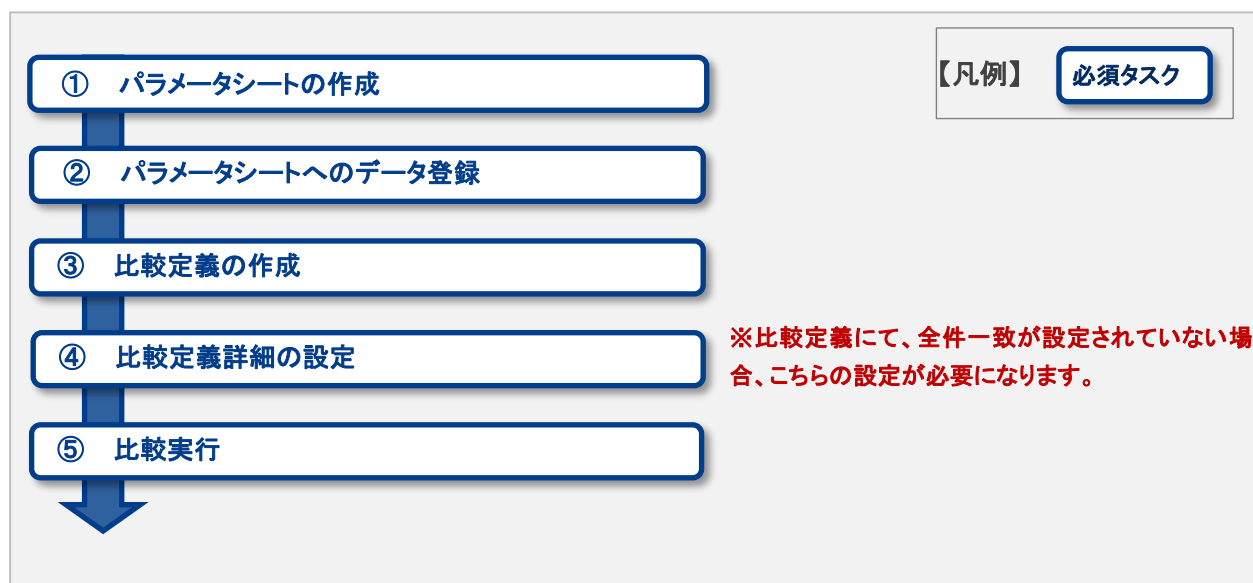 【凡例】
必須タスク
① パラメータシートの作成
② パラメータシートへのデータ登録
③ 比較定義の作成
④ 比較定義詳細の設定
※比較定義にて、全件一致が設定されていない場
合、こちらの設定が必要になります。
⑤ 比較実行